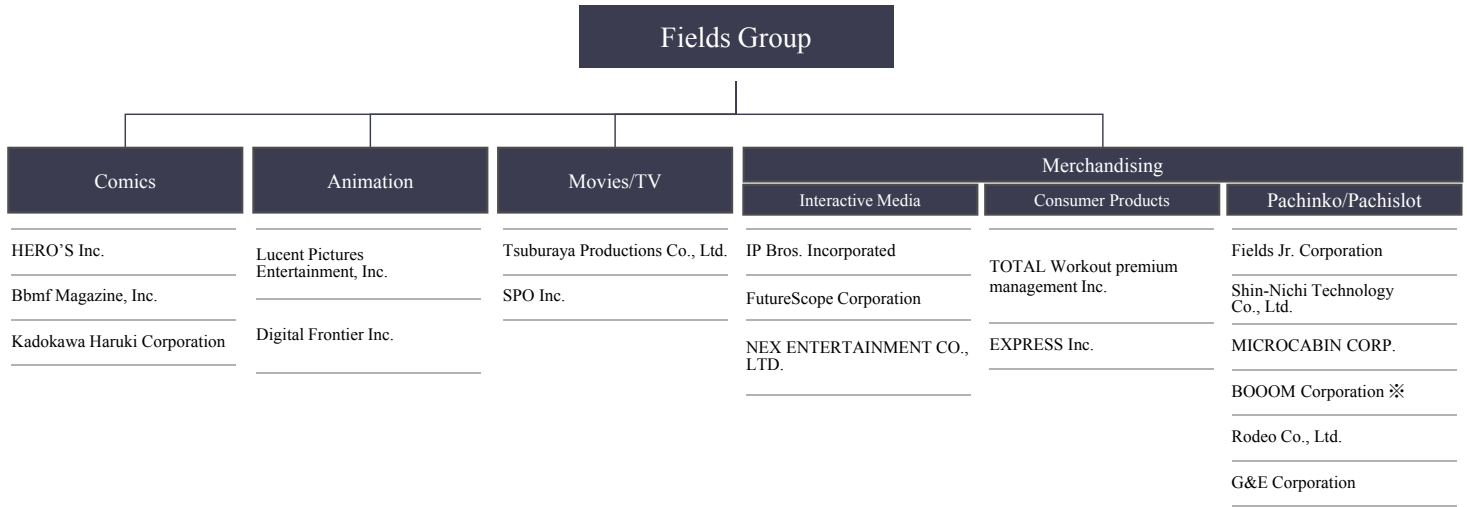 Fields Group
Comics
Animation
Movies/TV
Merchandising
Interactive Media
Consumer Products
Pachinko/Pachislot
HERO’S Inc.
Bbmf Magazine, Inc.
Kadokawa Haruki Corporation
Lucent Pictures
Entertainment, Inc.
Digital Frontier Inc.
Tsuburaya Productions Co., Ltd.
SPO Inc.
IP Bros. Incorporated
FutureScope Corporation
NEX ENTERTAINMENT CO.,
LTD.
TOTAL Workout premium
management Inc.
EXPRESS Inc.
Fields Jr. Corporation
Shin-Nichi Technology
Co., Ltd.
MICROCABIN CORP.
BOOOM Corporation ※
Rodeo Co., Ltd.
G&E Corporation